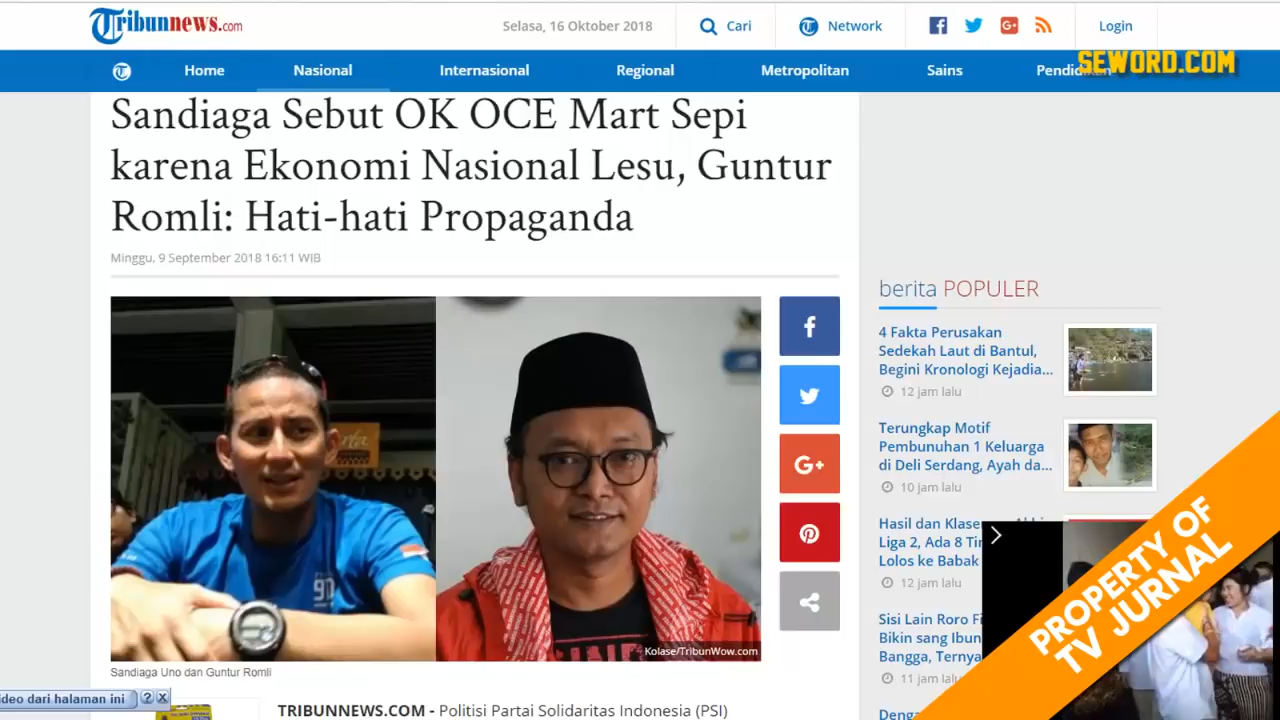 Tribunnews.com
Selasa, 16 Oktober 2018
Cari
Network
Login
SEWORD.COM
Home
Nasional
Internasional
Regional
Metropolitan
Sains
Sandiaga Sebut OK OCE Mart Sepi
karena Ekonomi Nasional Lesu, Guntur
Romli: Hati-hati Propaganda
Minggu, 9 September 2018 16:11 WIB
Kolase/TribunWow.com
Sandiaga Uno dan Guntur Romli
ideo dari halaman ini
TRIBUNNEWS.COM - Politisi Partai Solidaritas Indonesia (PSI)
berita POPULER
4 Fakta Perusakan
Sedekah Laut di Bantul,
Begini Kronologi Kejadia...
12 jam lalu
Terungkap Motif
Pembunuhan 1 Keluarga
di Deli Serdang, Ayah da...
10 jam lalu
Hasil dan Klase
Liga 2, Ada 8 Ti
Lolos ke Babak
12 jam lalu
Sisi Lain Roro Fi
Bikin sang Ibun
Bangga, Ternya
11 jam lalu
Denga
PROPERTY OF
TV JURNAL